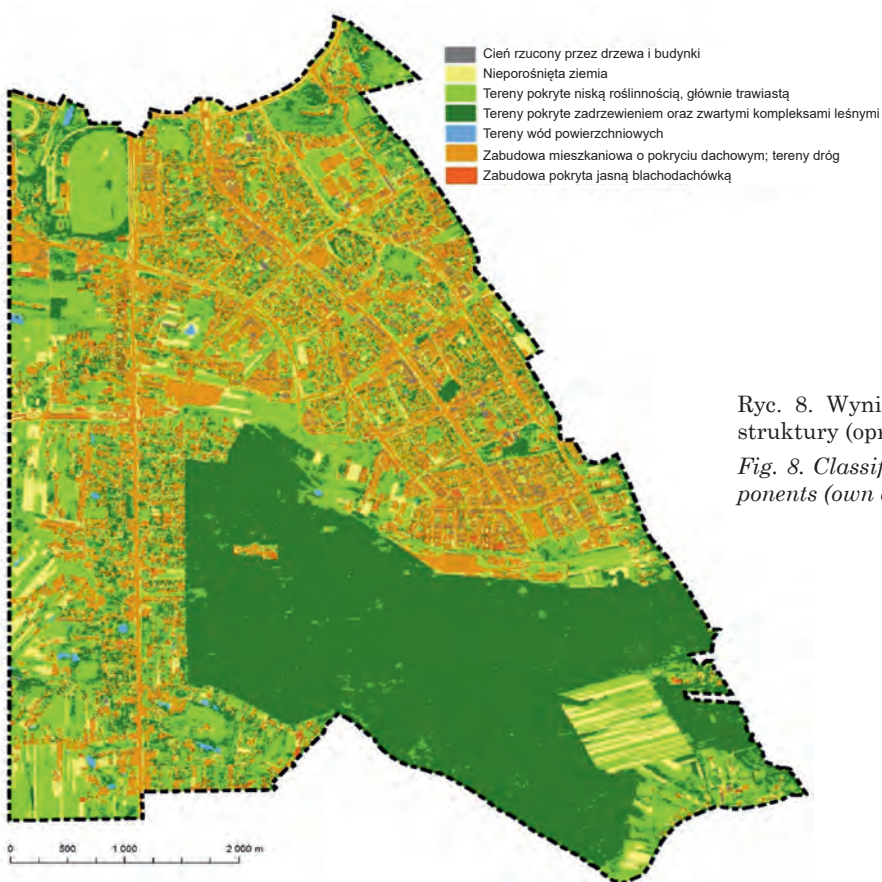 Cień rzucony przez drzewa i budynki
Nieporośnięta ziemia
Tereny pokryte niską roślinnością, głównie trawiastą
Tereny pokryte zadrzewieniem oraz zwartymi kompleksami leśnymi
Tereny wód powierzchniowych
Zabudowa mieszkaniowa o pokryciu dachowym; tereny dróg
Zabudowa pokryta jasną blachodachówką
Ryc. 8. Wyni
struktury (opr
Fig. 8. Classif
ponents (own
0 500 1 000 2 000 m